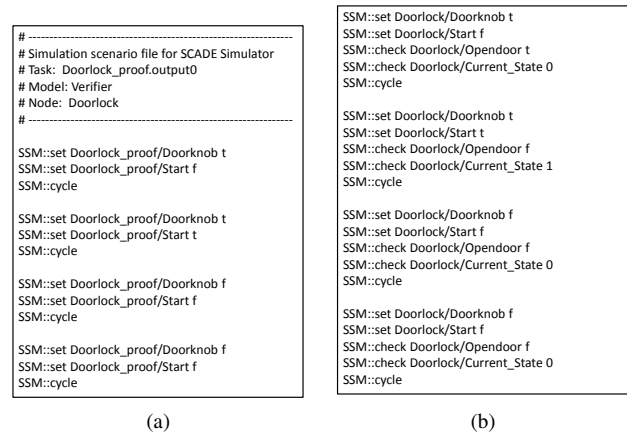 # ---------------------------------------------------------------
# Simulation scenario file for SCADE Simulator
# Task:  Doorlock_proof.output0
# Model: Verifier
# Node:  Doorlock
# ---------------------------------------------------------------
SSM::set Doorlock_proof/Doorknob t
SSM::set Doorlock_proof/Start f
SSM::cycle
SSM::set Doorlock_proof/Doorknob t
SSM::set Doorlock_proof/Start t
SSM::cycle
SSM::set Doorlock_proof/Doorknob f
SSM::set Doorlock_proof/Start f
SSM::cycle
SSM::set Doorlock_proof/Doorknob f
SSM::set Doorlock_proof/Start f
SSM::cycle
(a)
SSM::set Doorlock/Doorknob t
SSM::set Doorlock/Start f
SSM::check Doorlock/Opendoor t
SSM::check Doorlock/Current_State 0
SSM::cycle
SSM::set Doorlock/Doorknob t
SSM::set Doorlock/Start t
SSM::check Doorlock/Opendoor f
SSM::check Doorlock/Current_State 1
SSM::cycle
SSM::set Doorlock/Doorknob f
SSM::set Doorlock/Start f
SSM::check Doorlock/Opendoor f
SSM::check Doorlock/Current_State 0
SSM::cycle
SSM::set Doorlock/Doorknob f
SSM::set Doorlock/Start f
SSM::check Doorlock/Opendoor f
SSM::check Doorlock/Current_State 0
SSM::cycle
(b)